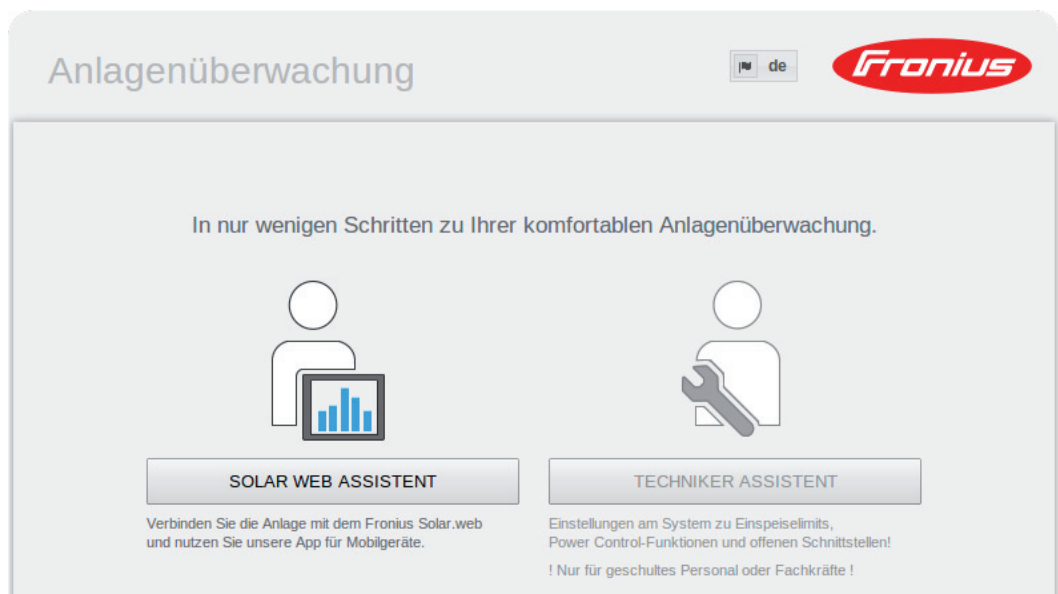 Anlagenüberwachung
de
Fronius
In nur wenigen Schritten zu Ihrer komfortablen Anlagenüberwachung.
SOLAR WEB ASSISTENT
Verbinden Sie die Anlage mit dem Fronius Solar.web
und nutzen Sie unsere App für Mobilgeräte.
TECHNIKER ASSISTENT
Einstellungen am System zu Einspeiselimits,
Power Control-Funktionen und offenen Schnittstellen!
! Nur für geschultes Personal oder Fachkräfte !